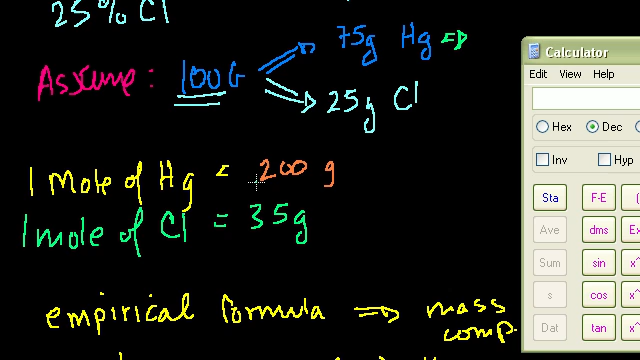 25% Cl
75g Hg ⇒
Assume: 100G
25g Cl
1 Mole of Hg = 200 g
1 mole of Cl = 35g
empirical formula ⇒ mass
comp.
Calculator
Edit View Help
Hex Dec
Inv Hyp
Sta F-E (
Ave dms Ex
Sum sin x^
s cos x^
Dat tan x^